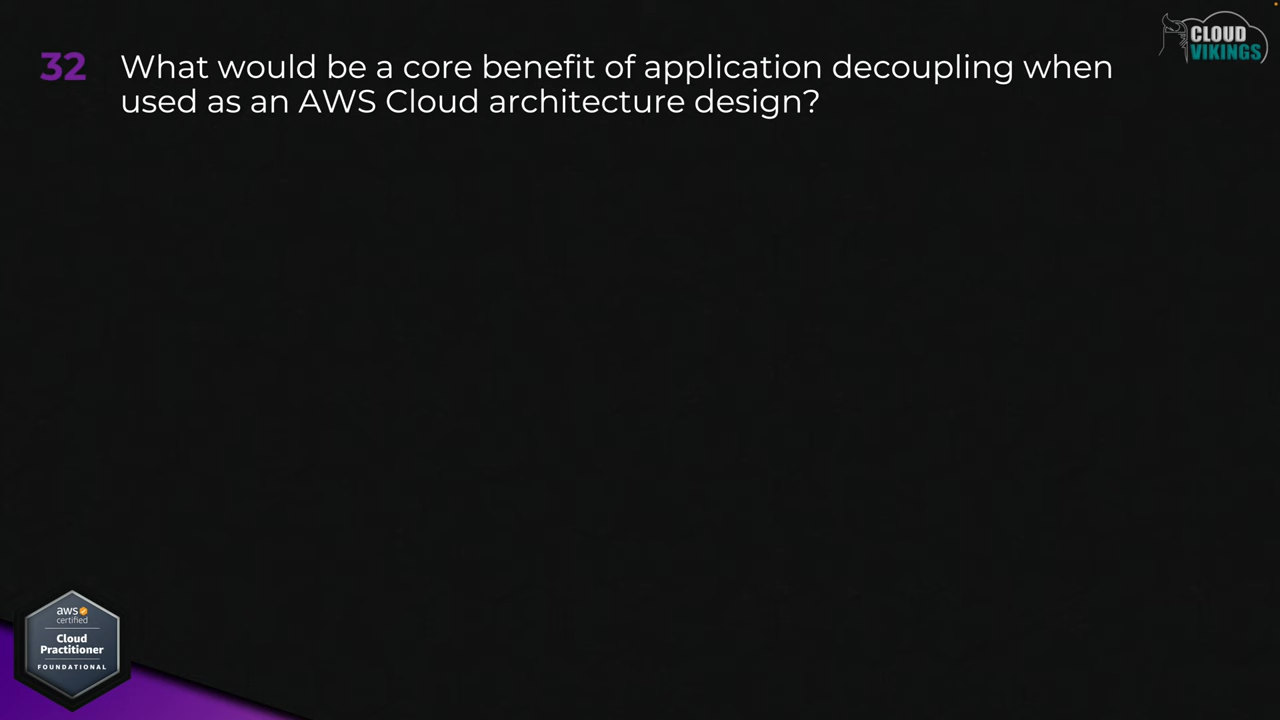 CLOUD
VIKINGS
32 What would be a core benefit of application decoupling when
used as an AWS Cloud architecture design?
aws
certified
Cloud
Practitioner
FOUNDATIONAL